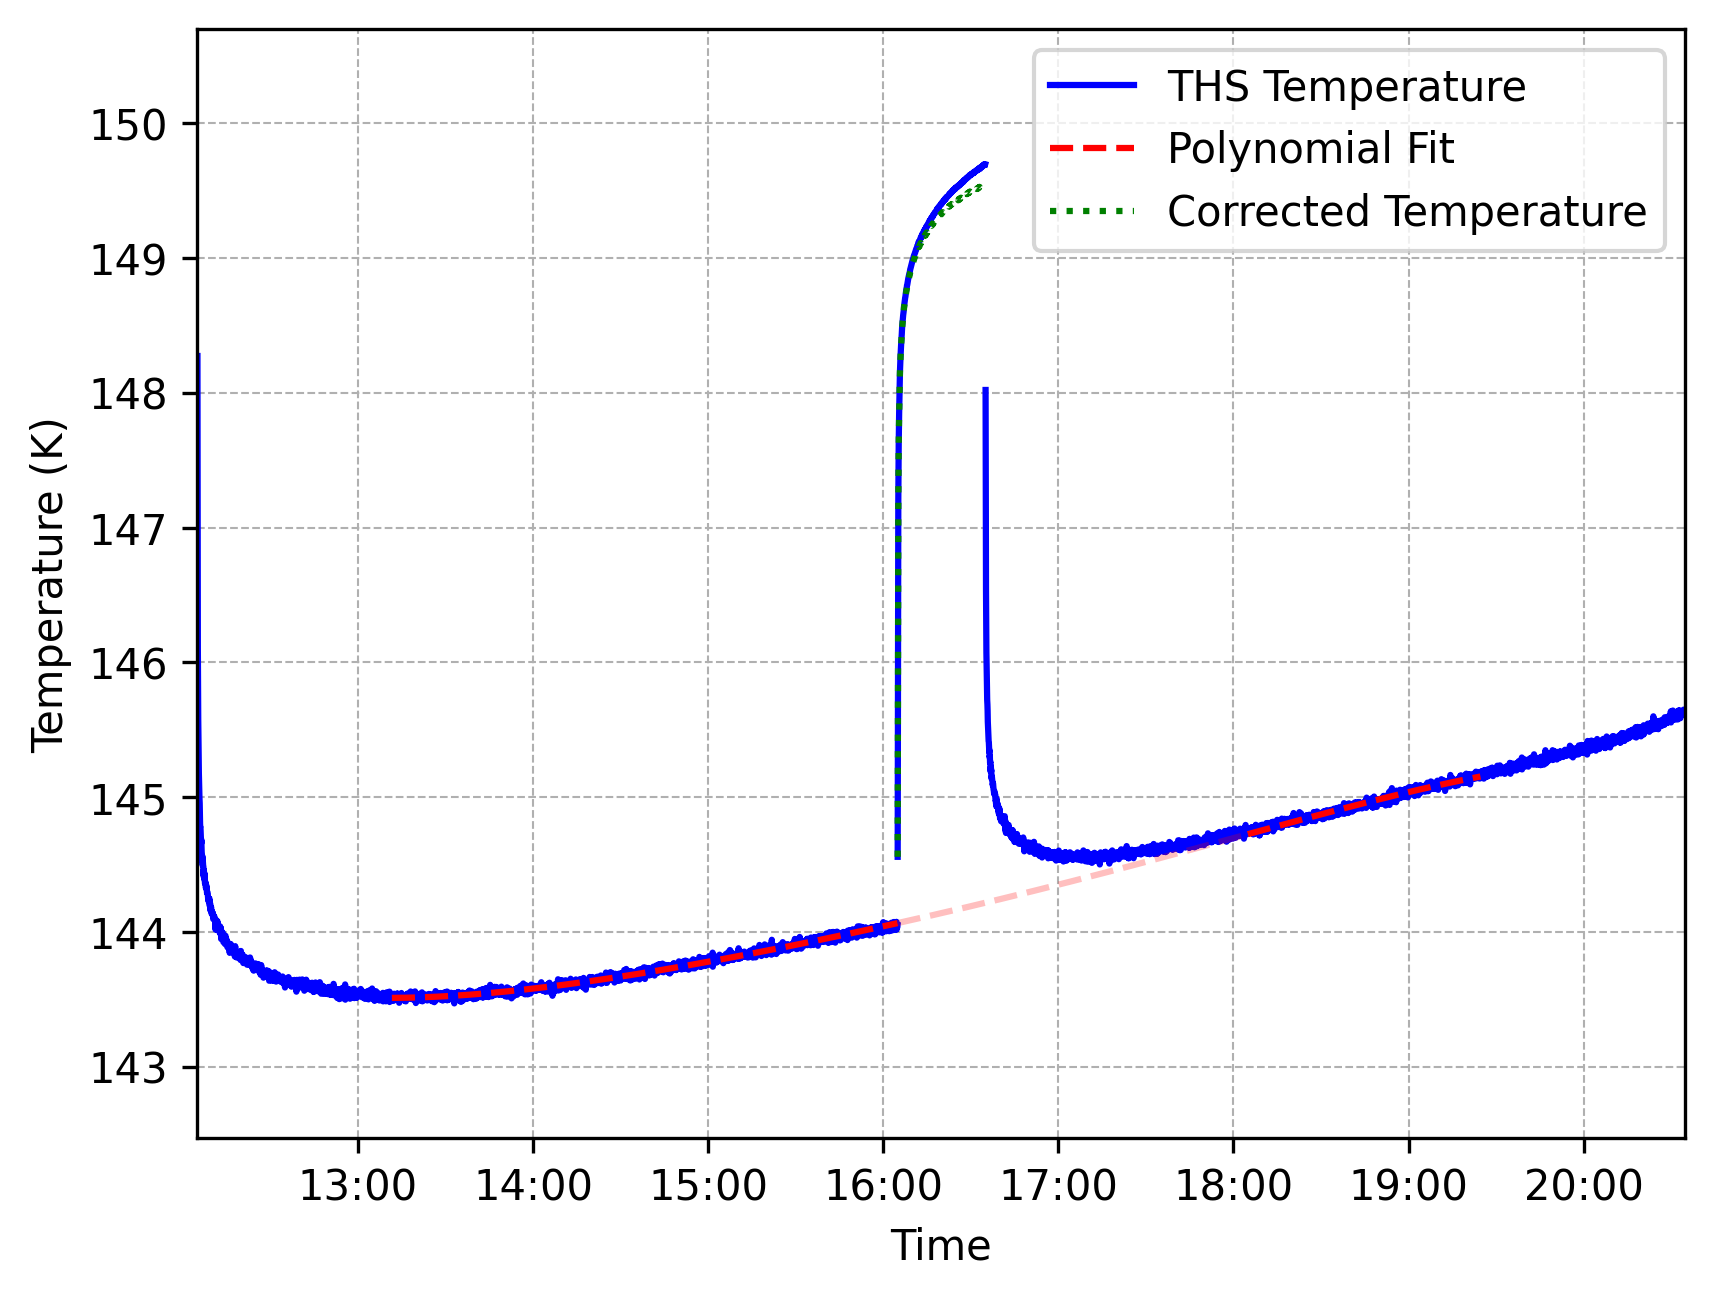 THS Temperature
Polynomial Fit
Corrected Temperature
150
149
148
147
146
145
144
143
Temperature (K)
13:00 14:00 15:00 16:00 17:00 18:00 19:00 20:00
Time